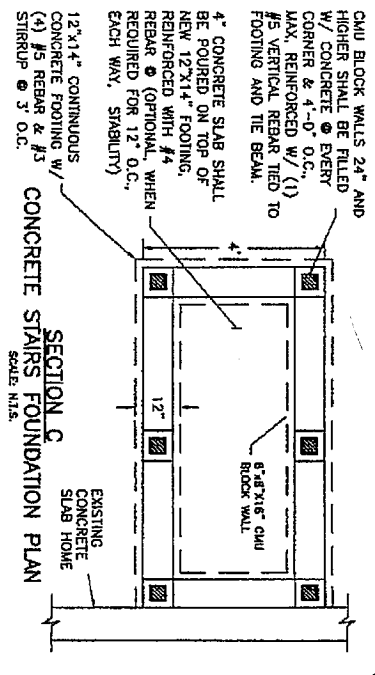 CMU BLOCK WALLS 24" AND
HIGHER SHALL BE FILLED
W/ CONCRETE @ EVERY
CORNER & 4'-0" O.C.,
MAX, REINFORCED W/ (1)
#5 VERTICAL REBAR TIED TO
FOOTING AND TIE BEAM.
4" CONCRETE SLAB SHALL
BE POURED ON TOP OF
NEW 12"X14" FOOTING,
REINFORCED WITH #4
REBAR @ (OPTIONAL, WHEN
REQUIRED FOR 12" O.C.,
EACH WAY, STABILITY)
12"X14" CONTINUOUS
CONCRETE FOOTING W/
(4) #5 REBAR & #3
STIRRUP @ 3' O.C.
4'
12"
8"x8"X16" CMU
BLOCK WALL
EXISTING
CONCRETE
SLAB HOME
SECTION C
CONCRETE STAIRS FOUNDATION PLAN
SCALE: N.T.S.